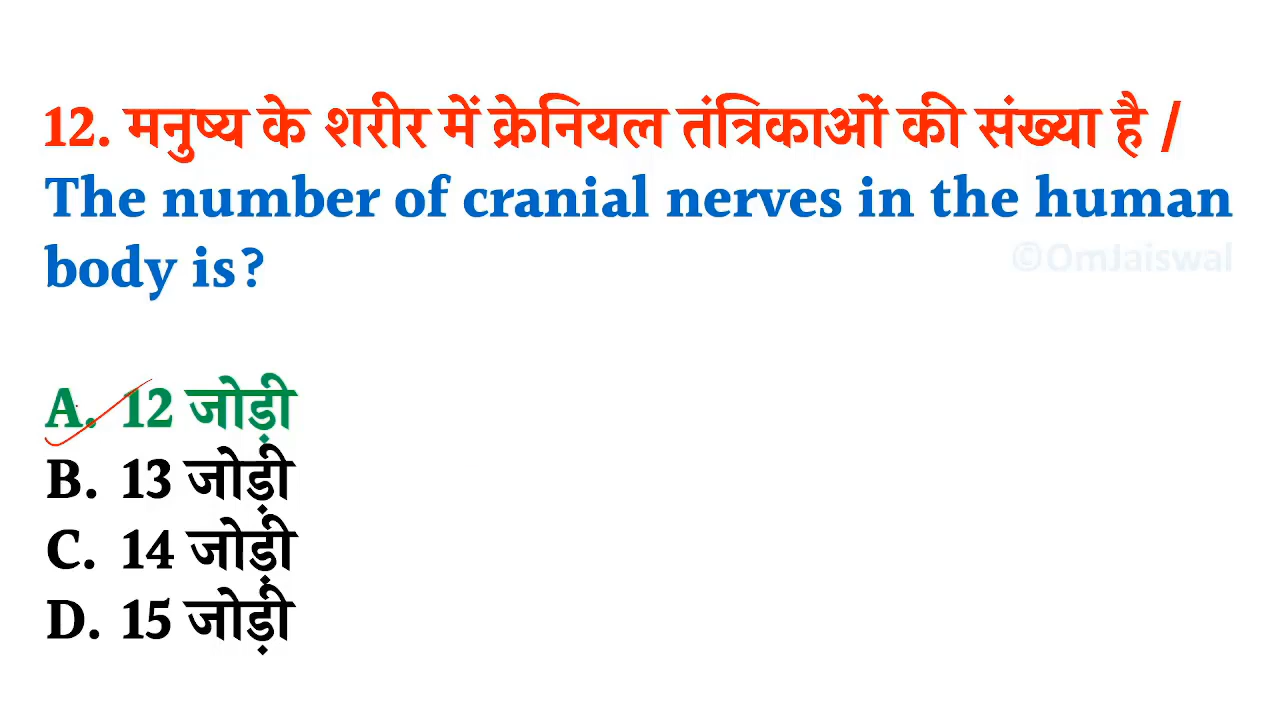 12. मनुष्य के शरीर में क्रेनियल तंत्रिकाओं की संख्या है /
The number of cranial nerves in the human
body is?
©OmJaiswal
A. 12 जोड़ी
B. 13 जोड़ी
C. 14 जोड़ी
D. 15 जोड़ी